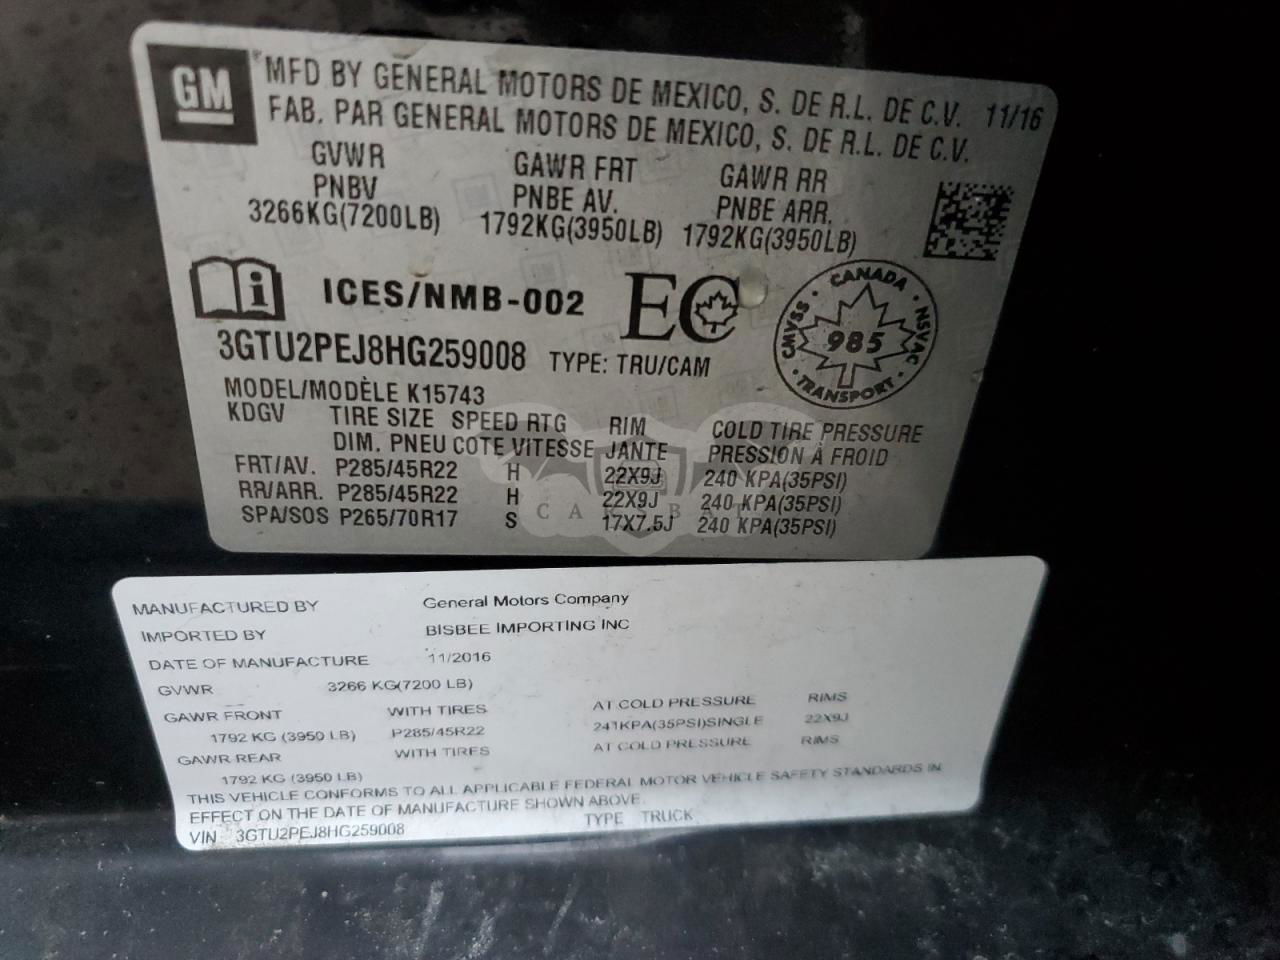 GM
MFD BY GENERAL MOTORS DE MEXICO, S. DE R.L. DE C.V. 11/16
FAB. PAR GENERAL MOTORS DE MEXICO, S. DE R.L. DE C.V.
GVWR GAWR FRT GAWR RR
PNBV PNBE AV. PNBE ARR.
3266KG(7200LB) 1792KG(3950LB) 1792KG(3950LB)
i ICES/NMB-002 EC
CANADA
CMVSS 985 NSVAC
TRANSPORT
3GTU2PEJ8HG259008 TYPE: TRU/CAM
MODEL/MODÈLE K15743
KDGV TIRE SIZE SPEED RTG RIM COLD TIRE PRESSURE
DIM. PNEU COTE VITESSE JANTE PRESSION À FROID
FRT/AV. P285/45R22 H 22X9J 240 KPA(35PSI)
RR/ARR. P285/45R22 H 22X9J 240 KPA(35PSI)
SPA/SOS P265/70R17 S 17X7.5J 240 KPA(35PSI)
MANUFACTURED BY General Motors Company
IMPORTED BY BISBEE IMPORTING INC
DATE OF MANUFACTURE 11/2016
GVWR 3266 KG(7200 LB)
GAWR FRONT WITH TIRES AT COLD PRESSURE RIMS
1792 KG (3950 LB) P285/45R22 241KPA(35PSI)SINGLE 22X9J
GAWR REAR WITH TIRES AT COLD PRESSURE RIMS
1792 KG (3950 LB)
THIS VEHICLE CONFORMS TO ALL APPLICABLE FEDERAL MOTOR VEHICLE SAFETY STANDARDS IN
EFFECT ON THE DATE OF MANUFACTURE SHOWN ABOVE.
VIN 3GTU2PEJ8HG259008 TYPE TRUCK